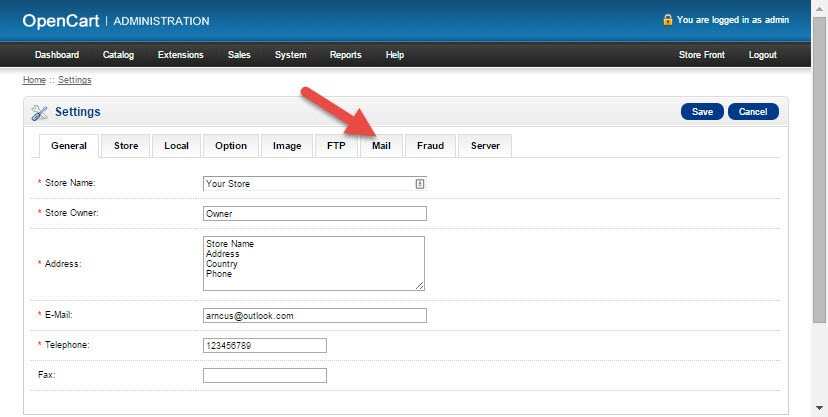 OpenCart | ADMINISTRATION
You are logged in as admin
Dashboard Catalog Extensions Sales System Reports Help Store Front Logout
Home :: Settings
Settings Save Cancel
General Store Local Option Image FTP Mail Fraud Server
* Store Name: Your Store
* Store Owner: Owner
* Address: Store Name
Address
Country
Phone
* E-Mail: arncus@outlook.com
* Telephone: 123456789
Fax: